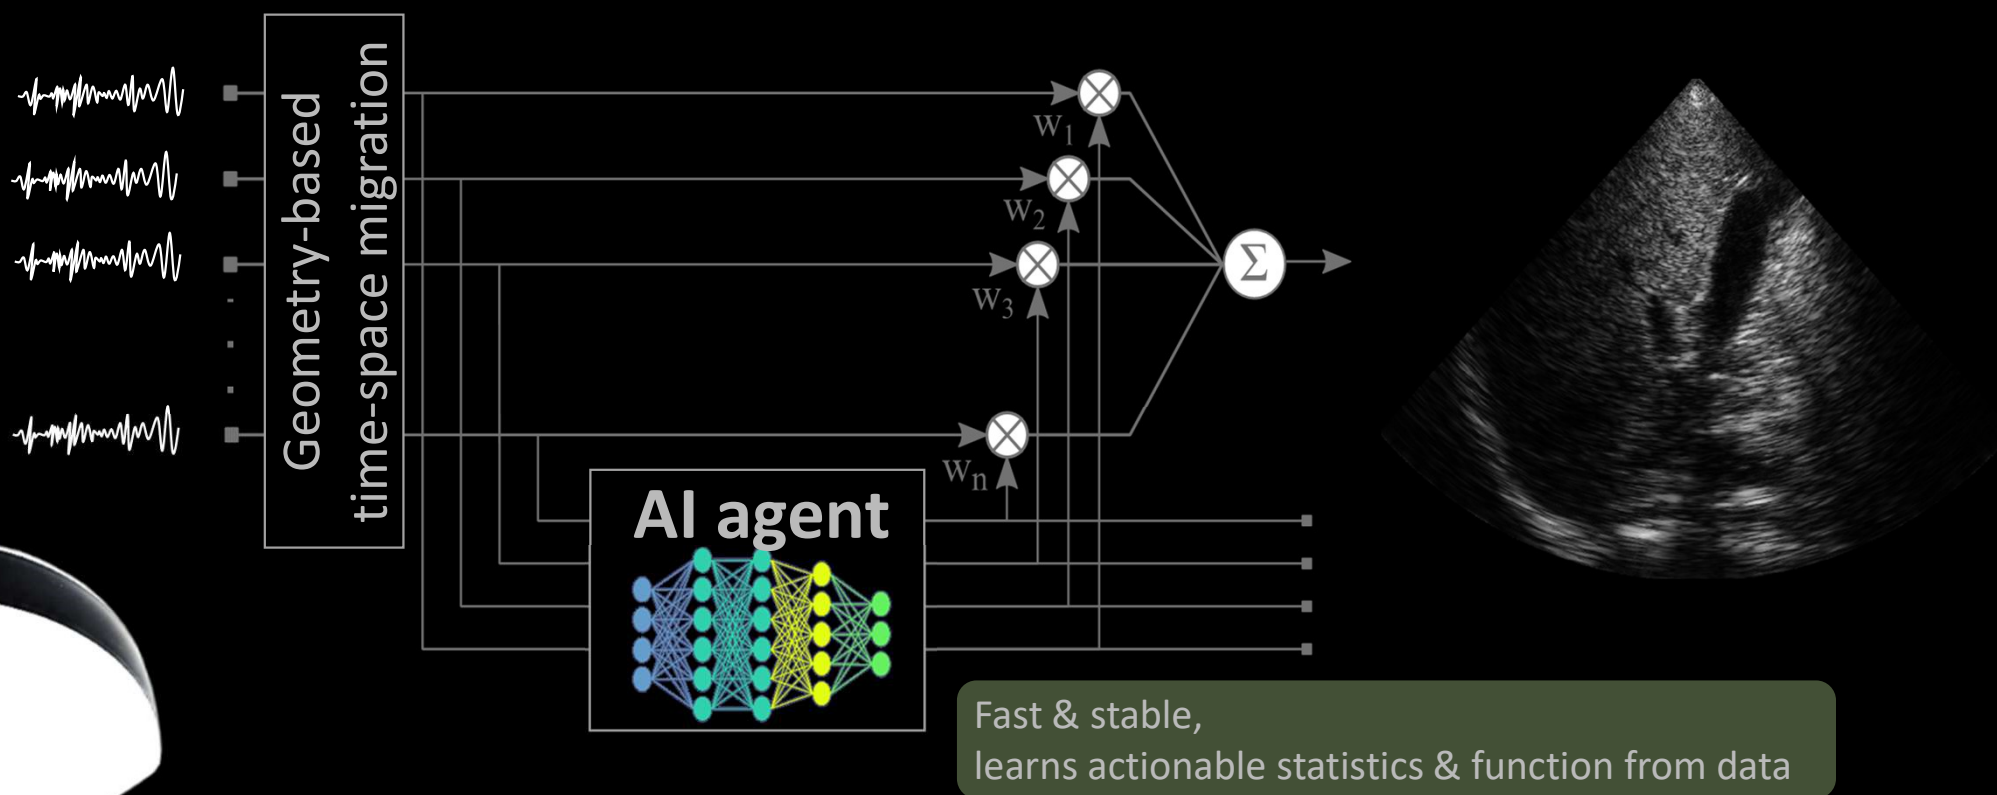 Geometry-based
time-space migration
w1
w2
w3
wn
Σ
AI agent
Fast & stable,
learns actionable statistics & function from data